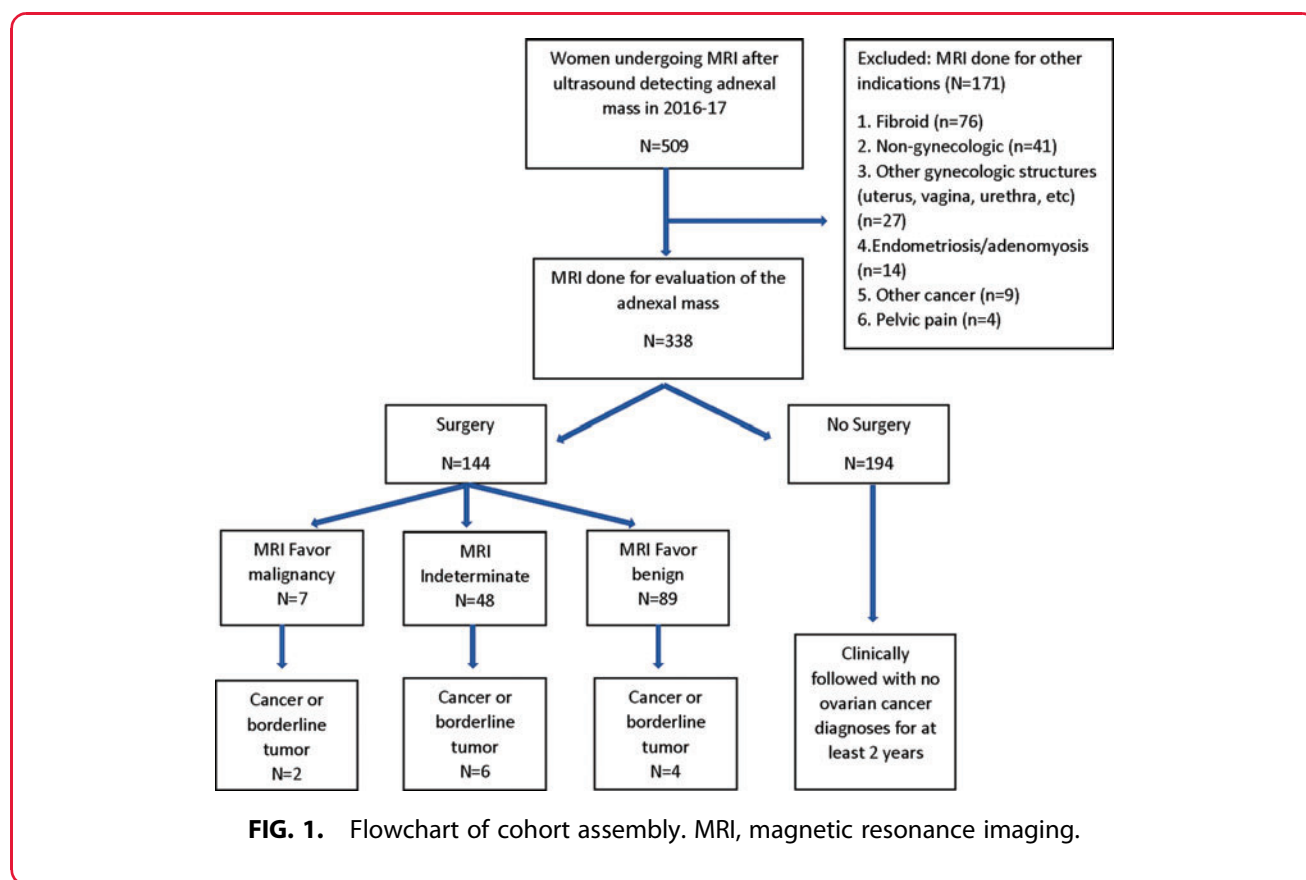 Women undergoing MRI after
ultrasound detecting adnexal
mass in 2016-17
N=509
Excluded: MRI done for other
indications (N=171)
1. Fibroid (n=76)
2. Non-gynecologic (n=41)
3. Other gynecologic structures
(uterus, vagina, urethra, etc)
(n=27)
4.Endometriosis/adenomyosis
(n=14)
5. Other cancer (n=9)
6. Pelvic pain (n=4)
MRI done for evaluation of the
adnexal mass
N=338
Surgery
N=144
No Surgery
N=194
MRI Favor
malignancy
N=7
MRI
Indeterminate
N=48
MRI Favor
benign
N=89
Cancer or
borderline
tumor
N=2
Cancer or
borderline
tumor
N=6
Cancer or
borderline
tumor
N=4
Clinically
followed with no
ovarian cancer
diagnoses for at
least 2 years
FIG. 1. Flowchart of cohort assembly. MRI, magnetic resonance imaging.